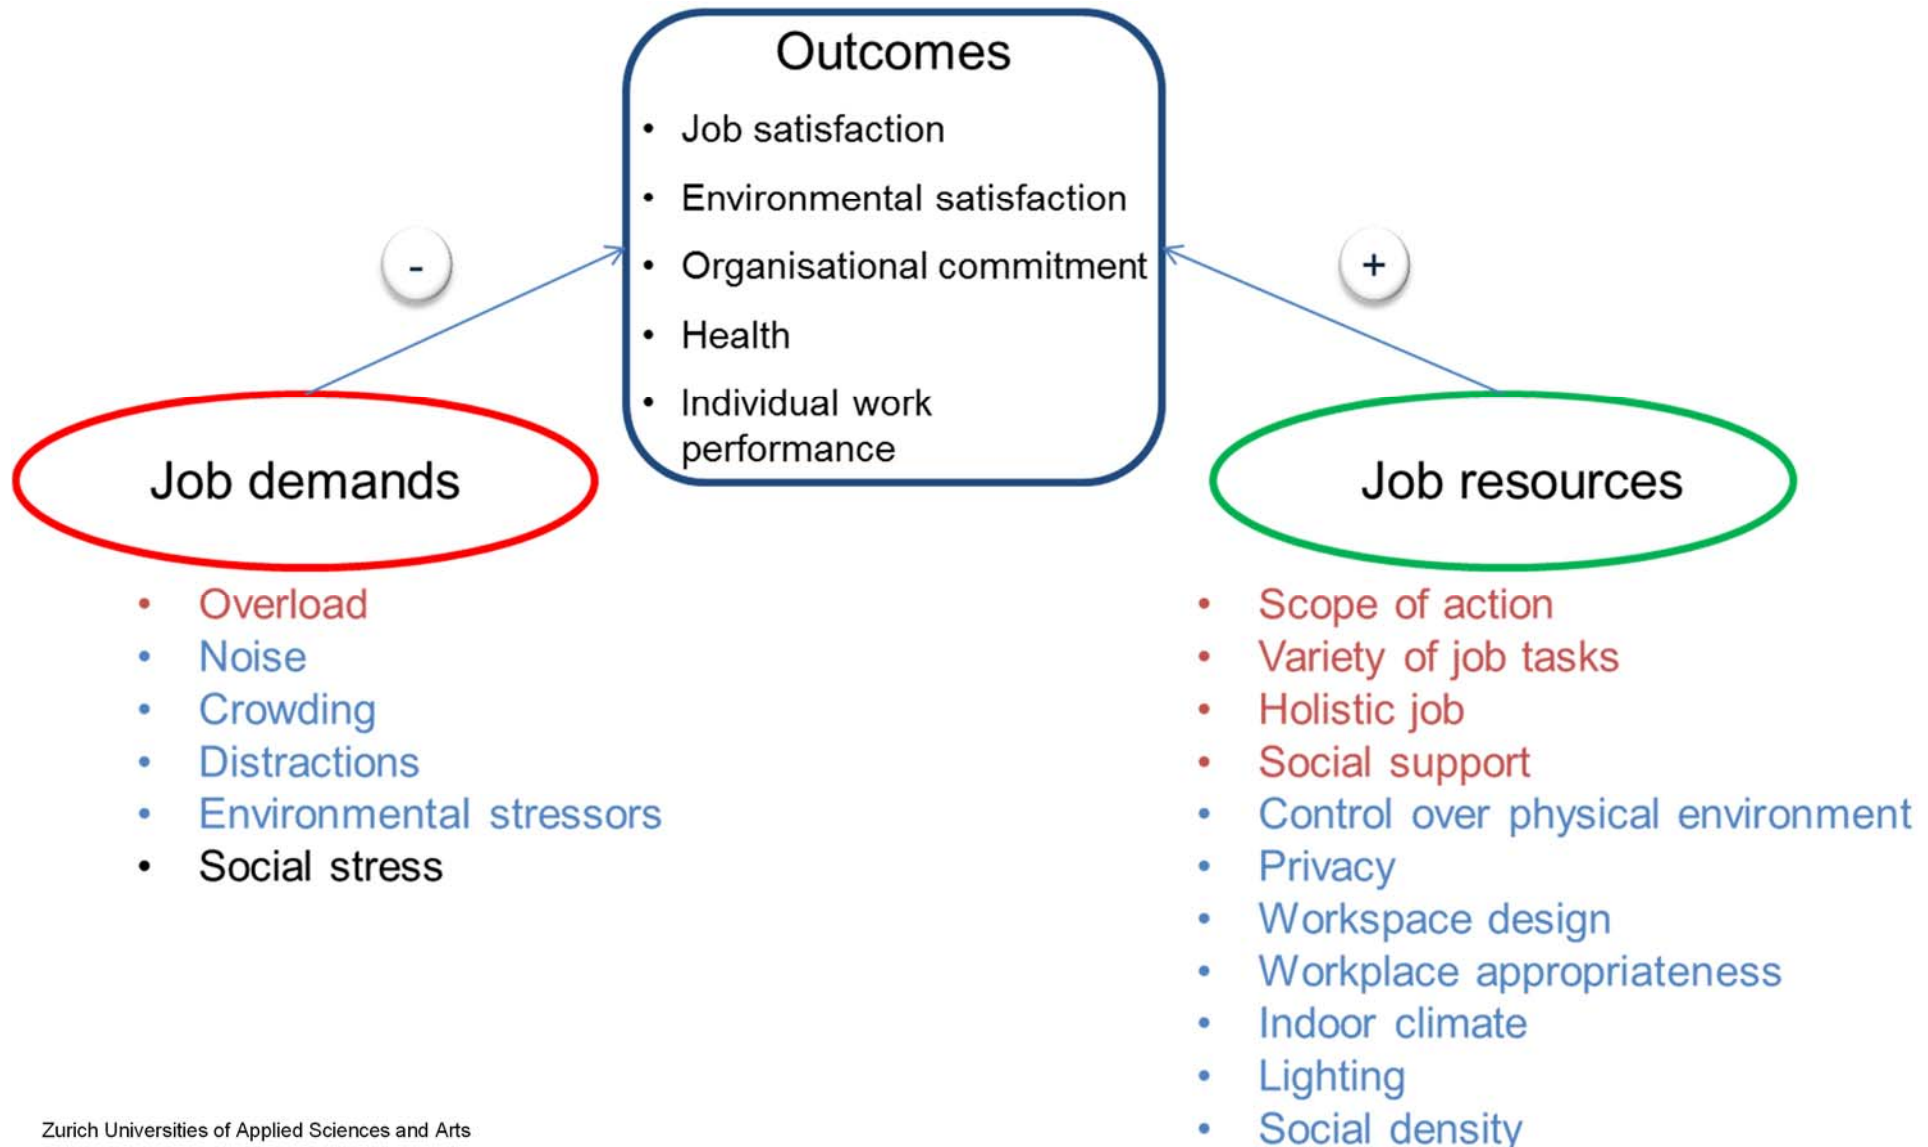 Outcomes
• Job satisfaction
• Environmental satisfaction
• Organisational commitment
• Health
• Individual work
performance
-
+
Job demands
• Overload
• Noise
• Crowding
• Distractions
• Environmental stressors
• Social stress
Job resources
• Scope of action
• Variety of job tasks
• Holistic job
• Social support
• Control over physical environment
• Privacy
• Workspace design
• Workplace appropriateness
• Indoor climate
• Lighting
• Social density
Zurich Universities of Applied Sciences and Arts